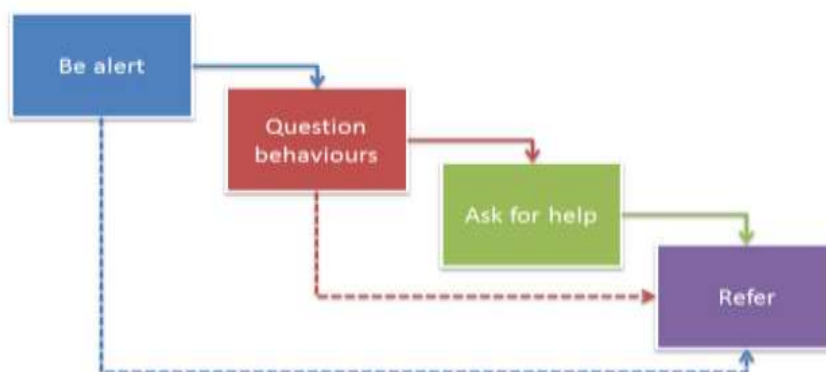 Be alert
Question
behaviours
Ask for help
Refer